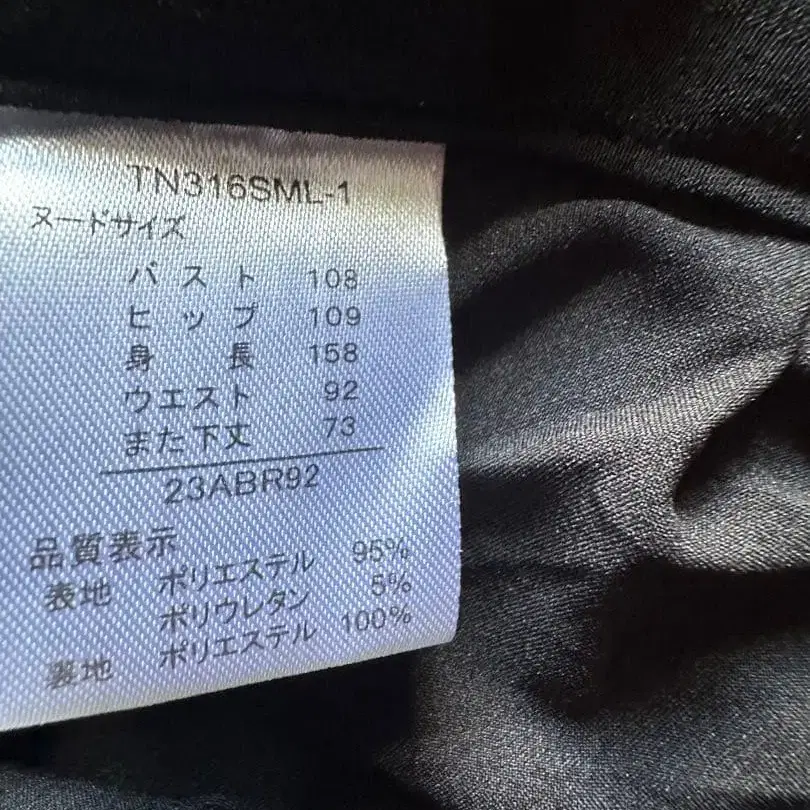 TN316SML-1
ヌードサイズ
バスト 108
ヒップ 109
身長 158
ウエスト 92
また下丈 73
23ABR92
品質表示
表地 ポリエステル 95%
ポリウレタン 5%
裏地 ポリエステル 100%